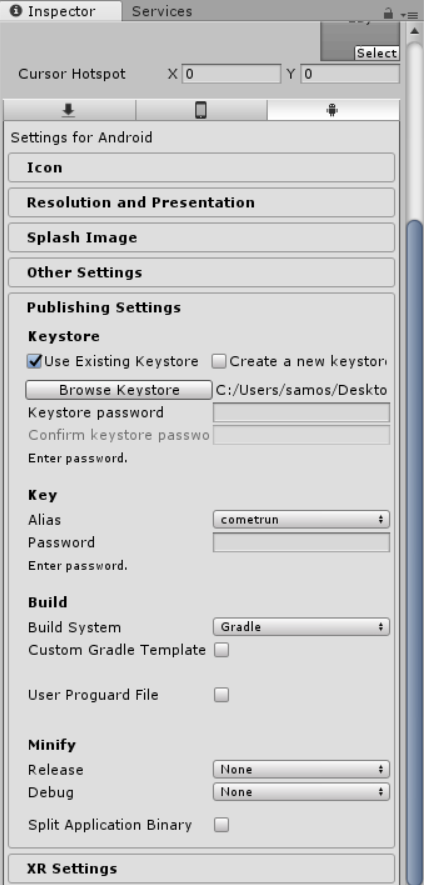 Inspector Services
Select
Cursor Hotspot X 0 Y 0
Settings for Android
Icon
Resolution and Presentation
Splash Image
Other Settings
Publishing Settings
Keystore
Use Existing Keystore Create a new keystor
Browse Keystore C:/Users/samos/Deskto
Keystore password
Confirm keystore passwo
Enter password.
Key
Alias cometrun
Password
Enter password.
Build
Build System Gradle
Custom Gradle Template
User Proguard File
Minify
Release None
Debug None
Split Application Binary
XR Settings